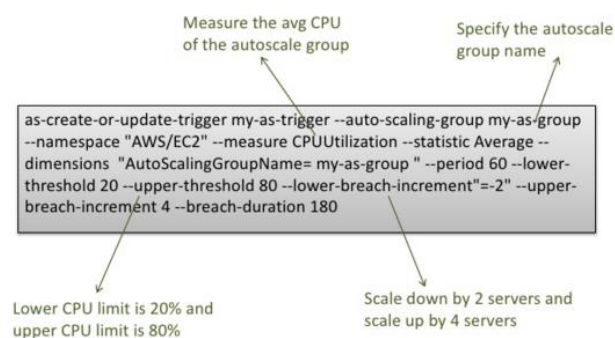 Measure the avg CPU
of the autoscale group
Specify the autoscale
group name
as-create-or-update-trigger my-as-trigger --auto-scaling-group my-as-group
--namespace "AWS/EC2" --measure CPUUtilization --statistic Average --
dimensions "AutoScalingGroupName= my-as-group " --period 60 --lower-
threshold 20 --upper-threshold 80 --lower-breach-increment"=-2" --upper-
breach-increment 4 --breach-duration 180
Lower CPU limit is 20% and
upper CPU limit is 80%
Scale down by 2 servers and
scale up by 4 servers